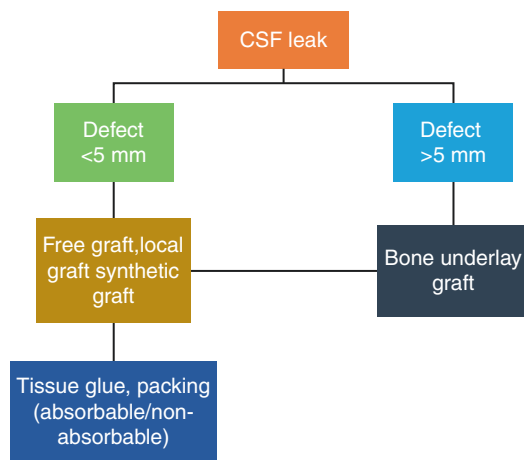 CSF leak
Defect
<5 mm
Defect
>5 mm
Free graft,local
graft synthetic
graft
Bone underlay
graft
Tissue glue, packing
(absorbable/non-
absorbable)